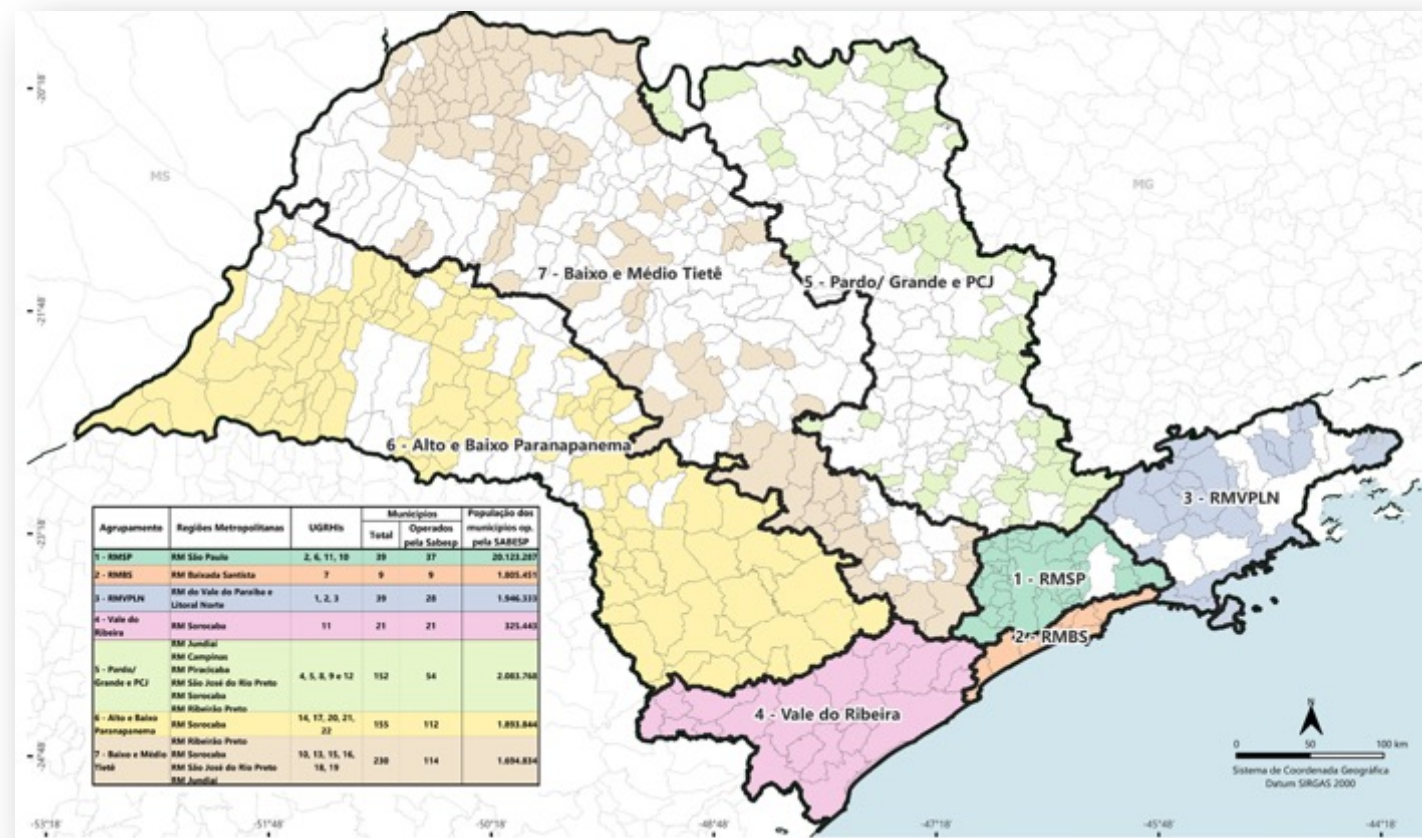 -20°18'
MS
MG
7 - Baixo e Médio Tietê
5 - Pardo/ Grande e PCJ
-21°48'
6 - Alto e Baixo Paranapanema
3 - RMVPLN
-23°18'
1 - RMSP
2 - RMBS
4 - Vale do Ribeira
Agrupamento Regiões Metropolitanas UGRHIs Municípios População dos municípios op. pela SABESP
Total Operados pela Sabesp
1 - RMSP RM São Paulo 2, 6, 11, 10 39 37 20.123.287
2 - RMBS RM Baixada Santista 7 9 9 1.805.451
3 - RMVPLN RM do Vale do Paraíba e Litoral Norte 1, 2, 3 39 28 1.946.333
4 - Vale do Ribeira RM Sorocaba 11 21 21 325.443
5 - Pardo/ Grande e PCJ
RM Jundiaí
RM Campinas
RM Piracicaba
RM São José do Rio Preto
RM Sorocaba
RM Ribeirão Preto
4, 5, 8, 9 e 12 152 54 2.083.768
6 - Alto e Baixo Paranapanema RM Sorocaba 14, 17, 20, 21, 22 155 112 1.893.844
7 - Baixo e Médio Tietê
RM Ribeirão Preto
RM Sorocaba
RM São José do Rio Preto
RM Jundiaí
10, 13, 15, 16, 18, 19 230 114 1.694.834
N
0 50 100 km
Sistema de Coordenada Geográfica
Datum SIRGAS 2000
-24°48'
-53°18' -51°48' -50°18' -48°48' -47°18' -45°48' -44°18'